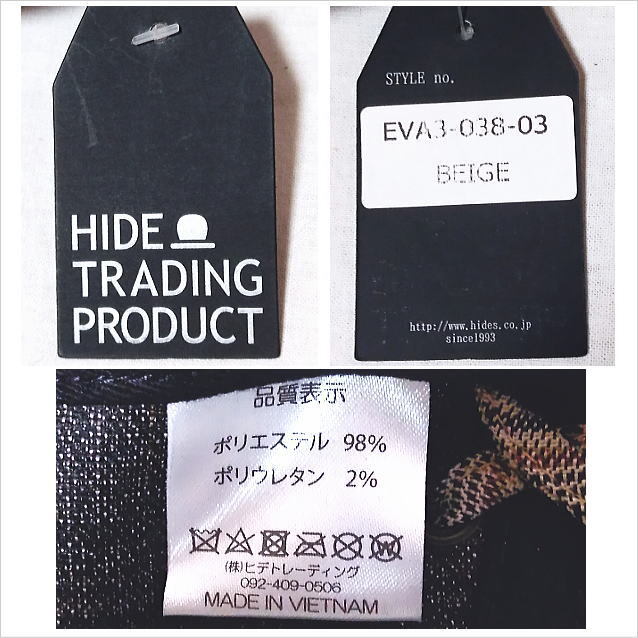 HIDE
TRADING
PRODUCT
STYLE no.
EVA3-038-03
BEIGE
http://www.hides.co.jp
since1993
品質表示
ポリエステル 98%
ポリウレタン 2%
(株)ヒデトレーディング
092-409-0506
MADE IN VIETNAM